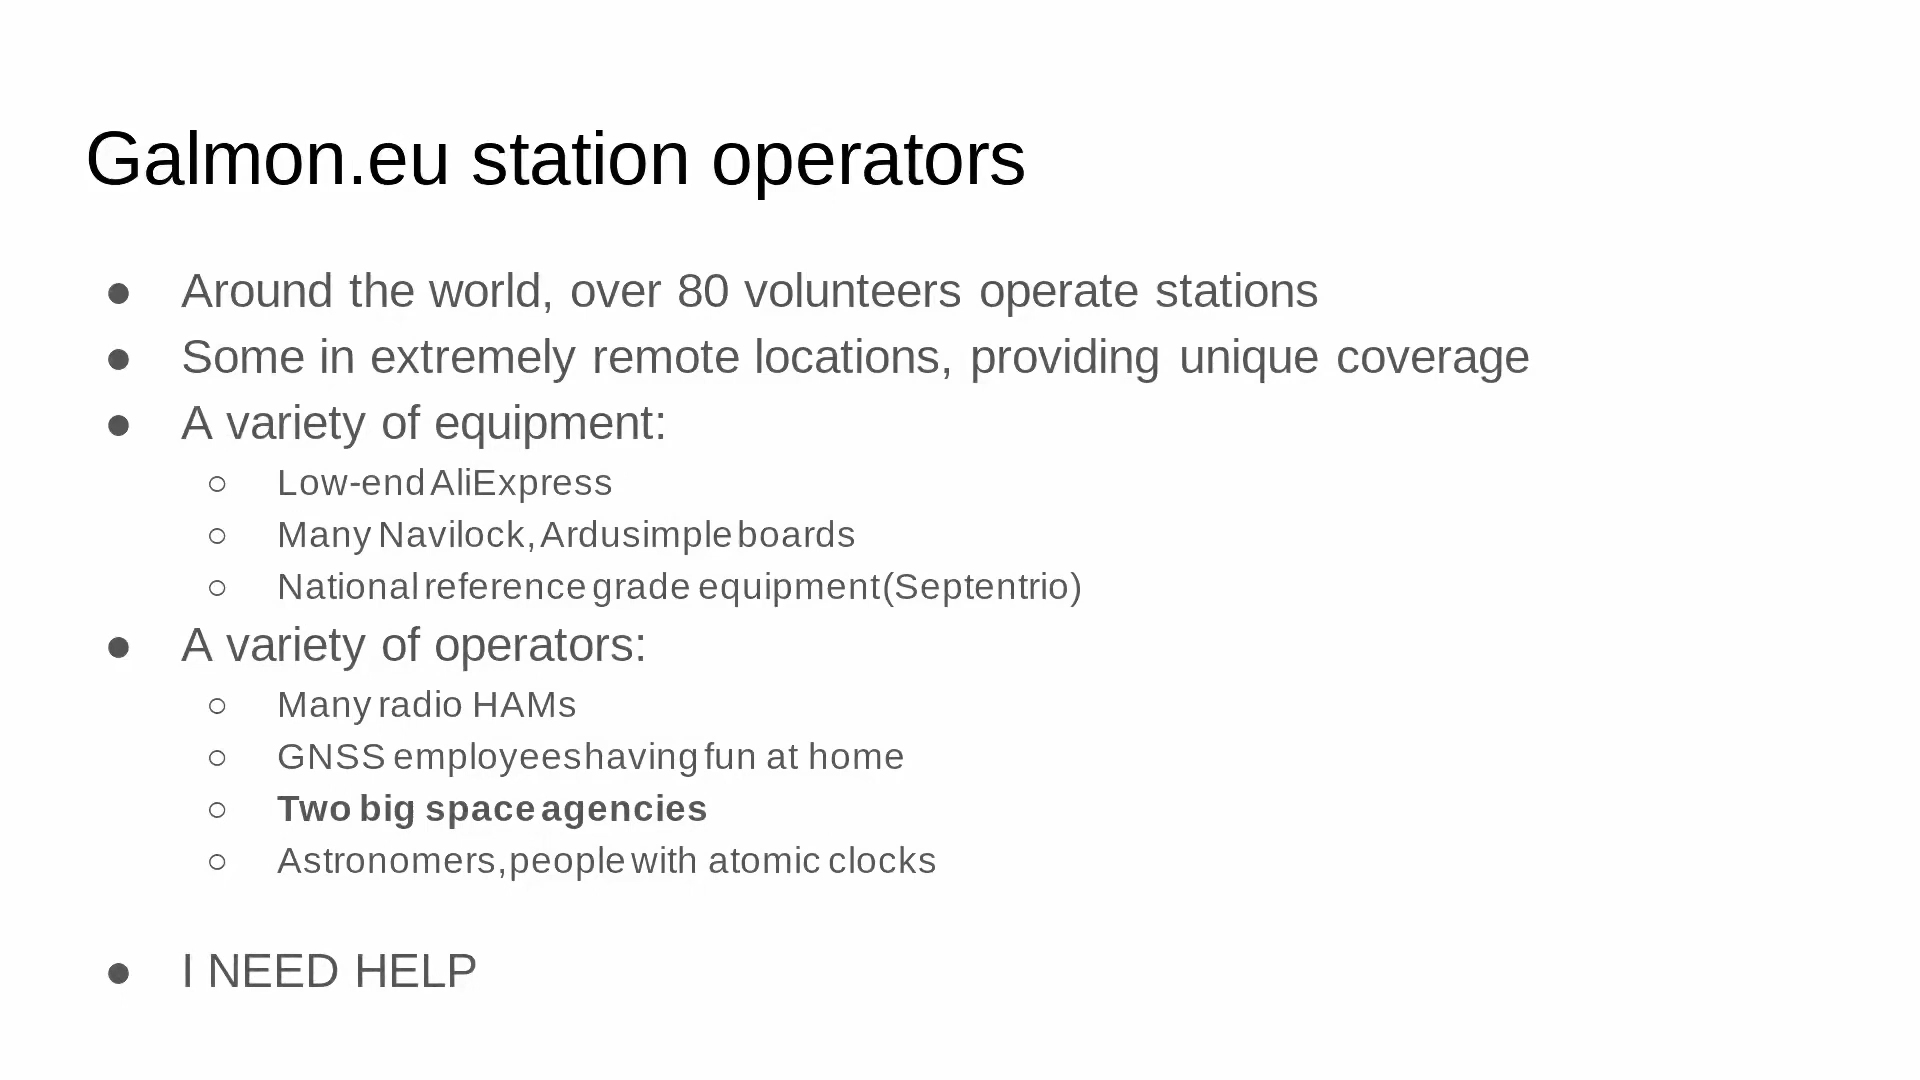 Galmon.eu station operators
● Around the world, over 80 volunteers operate stations
● Some in extremely remote locations, providing unique coverage
● A variety of equipment:
○ Low-end AliExpress
○ Many Navilock, Ardusimple boards
○ National reference grade equipment (Septentrio)
● A variety of operators:
○ Many radio HAMs
○ GNSS employees having fun at home
○ Two big space agencies
○ Astronomers, people with atomic clocks
● I NEED HELP